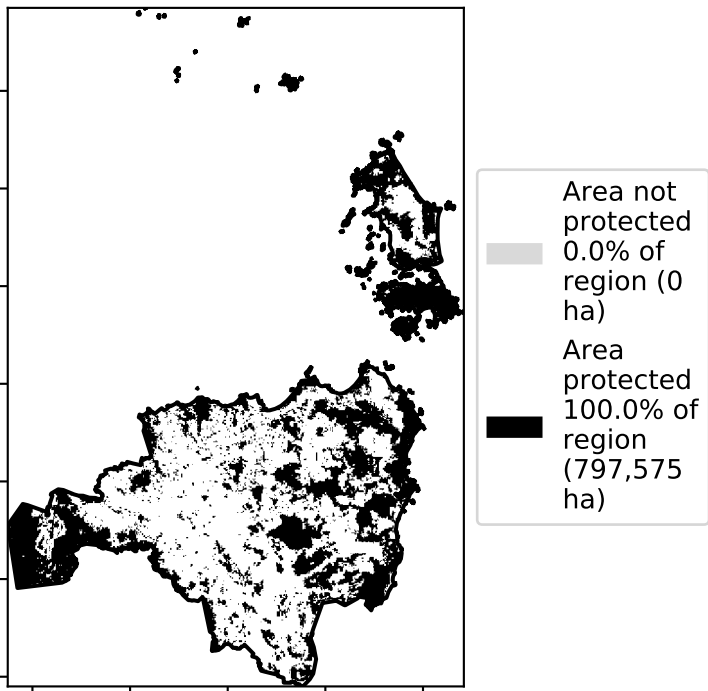 Area not
protected
0.0% of
region (0
ha)
Area
protected
100.0% of
region
(797,575
ha)